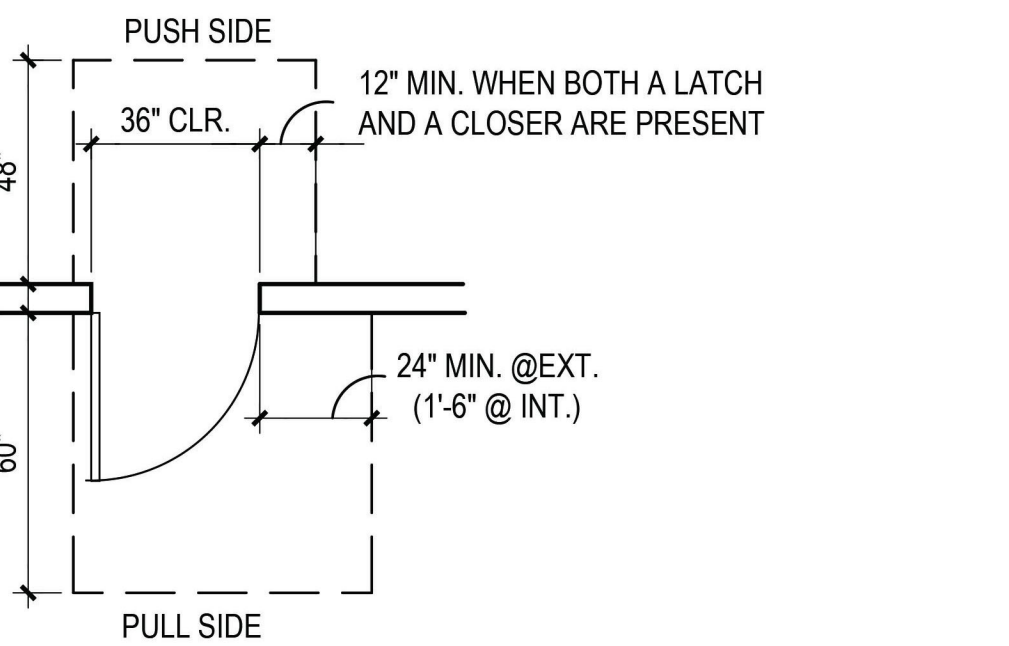 PUSH SIDE
12" MIN. WHEN BOTH A LATCH
AND A CLOSER ARE PRESENT
36" CLR.
48"
24" MIN. @EXT.
(1'-6" @ INT.)
60"
PULL SIDE